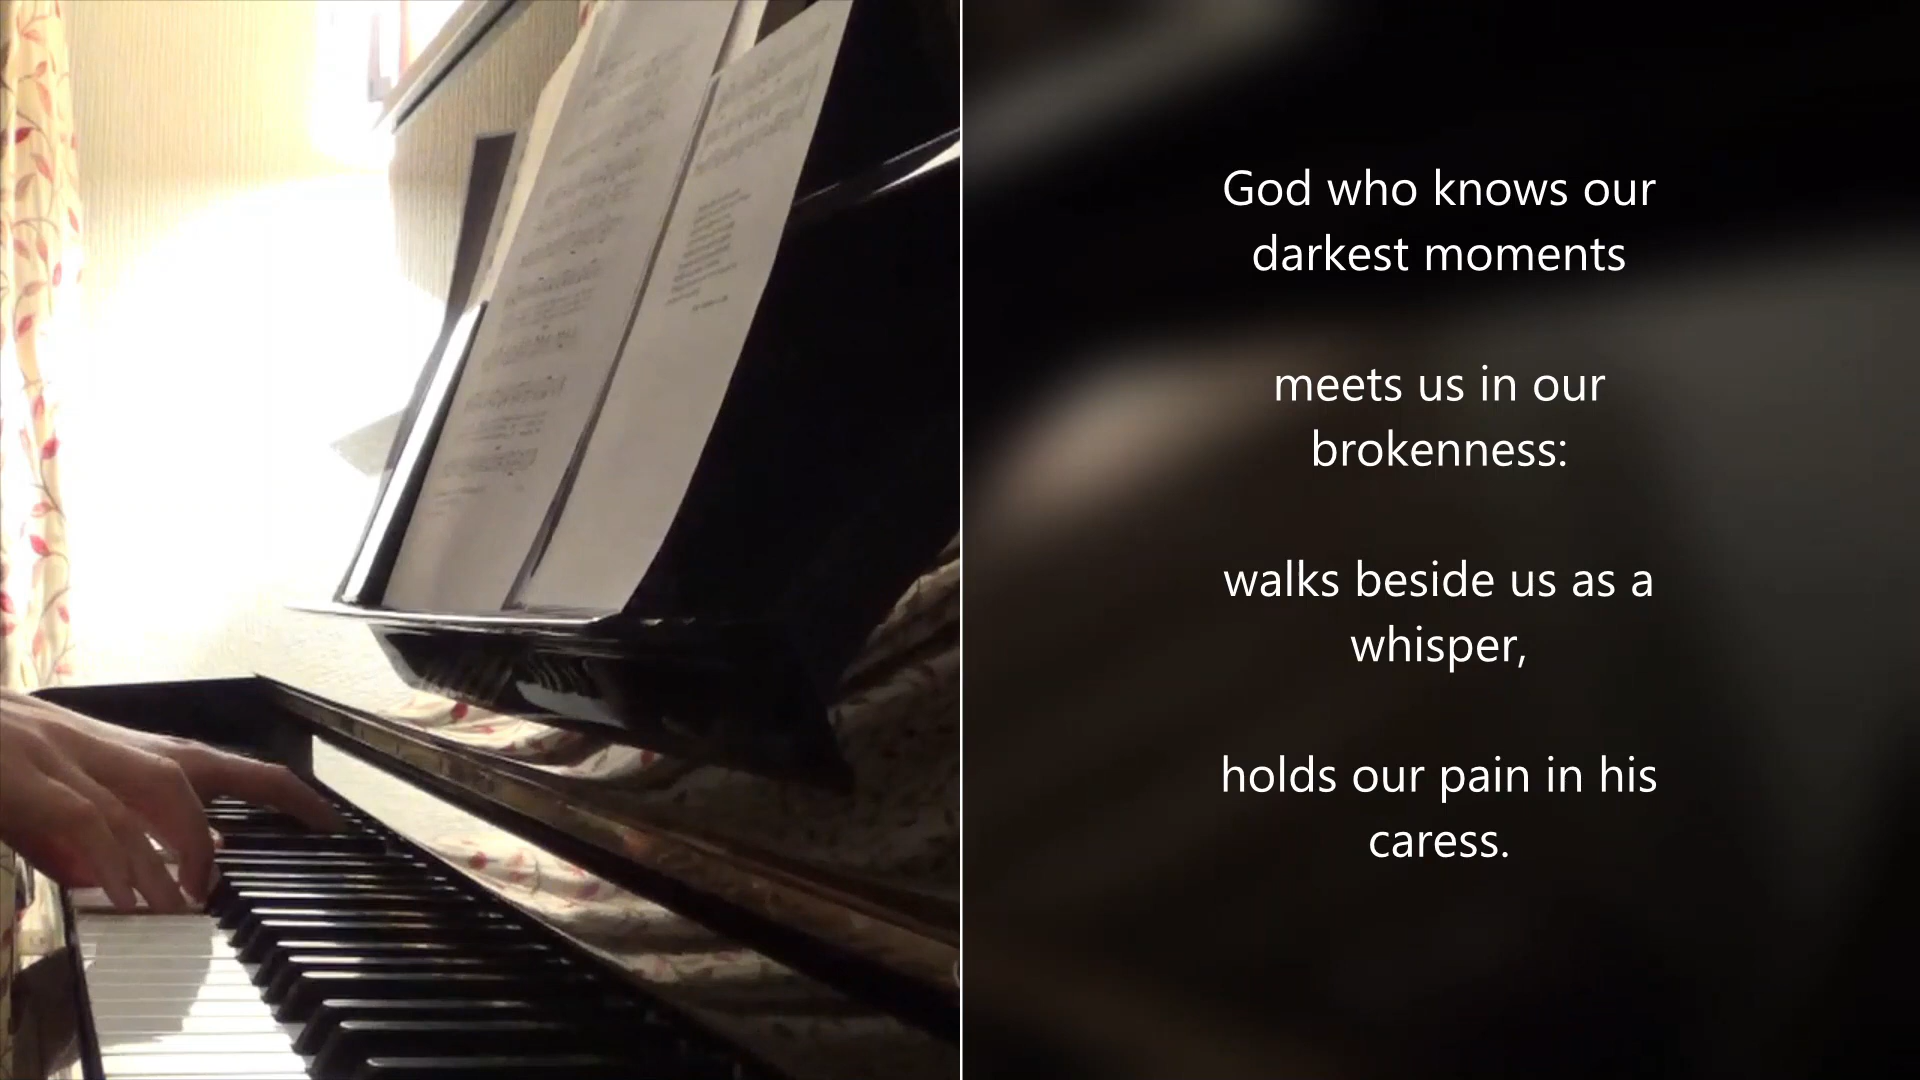 God who knows our
darkest moments
meets us in our
brokenness:
walks beside us as a
whisper,
holds our pain in his
caress.